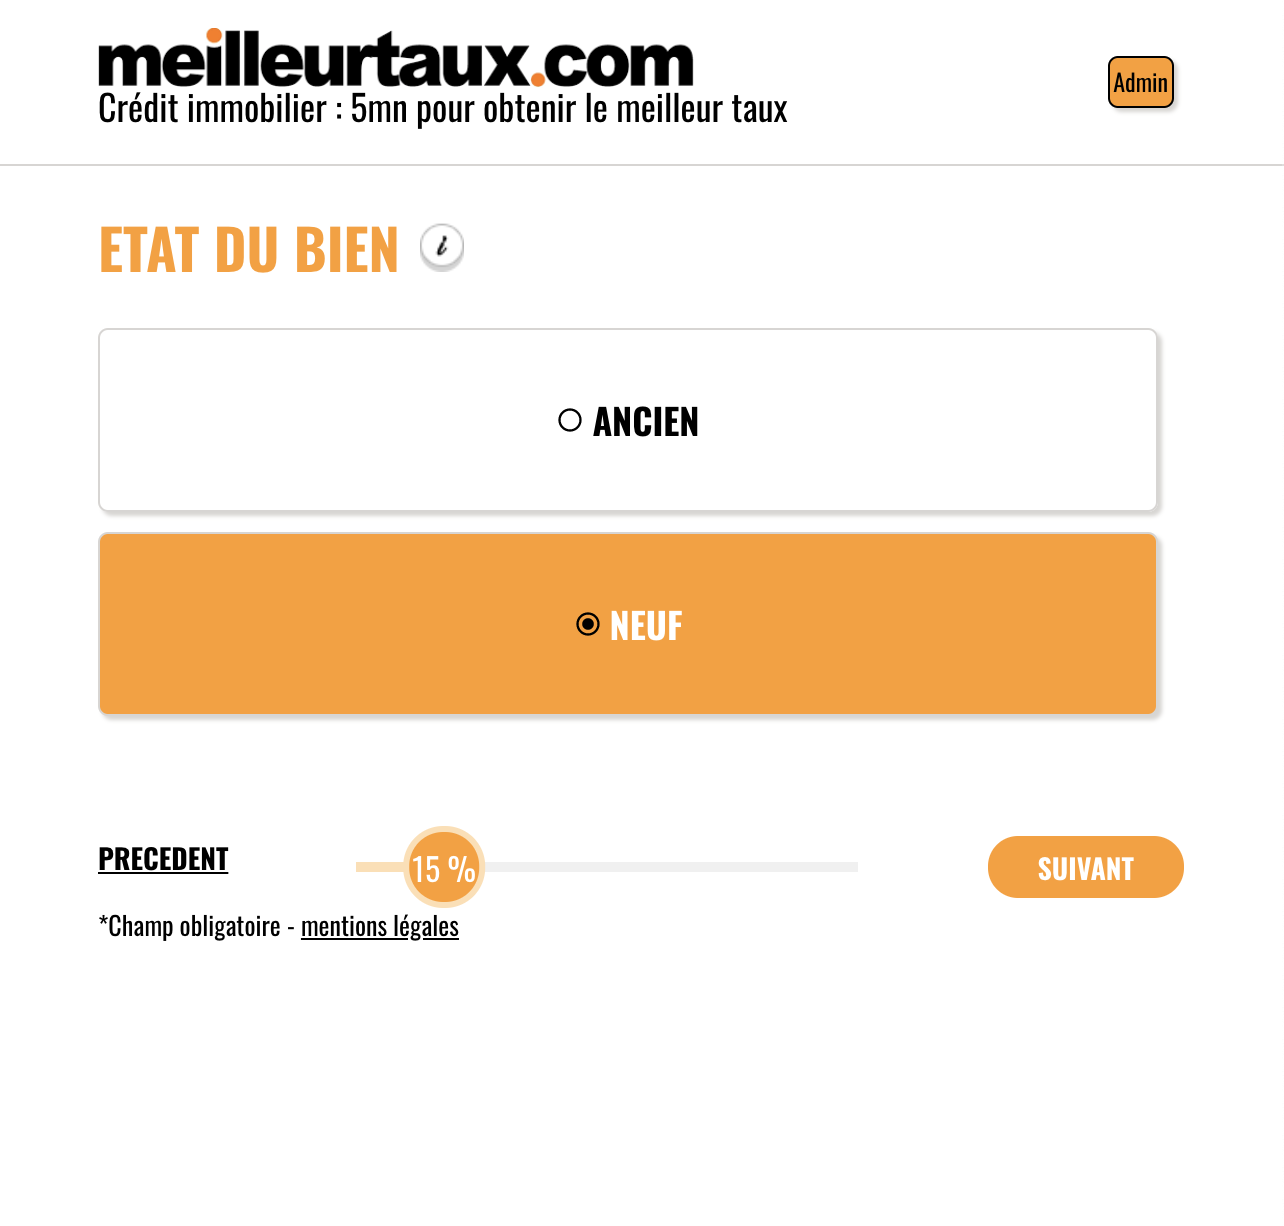 meilleurtaux.com
Crédit immobilier : 5mn pour obtenir le meilleur taux
Admin
ETAT DU BIEN i
ANCIEN
NEUF
PRECEDENT
15 %
SUIVANT
*Champ obligatoire - mentions légales